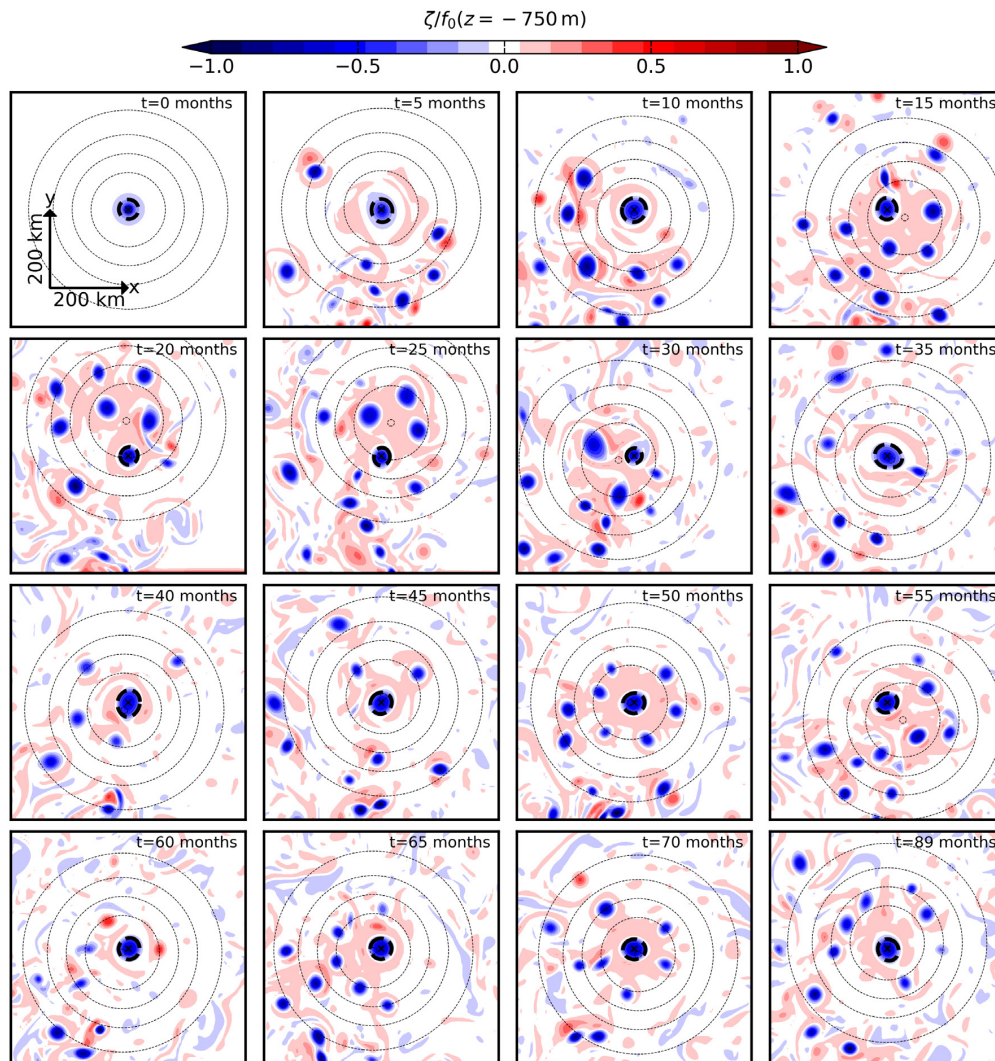 ζ/f₀(z = − 750 m)
−1.0 −0.5 0.0 0.5 1.0
t=0 months t=5 months t=10 months t=15 months
y
200 km
x
200 km
t=20 months t=25 months t=30 months t=35 months
t=40 months t=45 months t=50 months t=55 months
t=60 months t=65 months t=70 months t=89 months